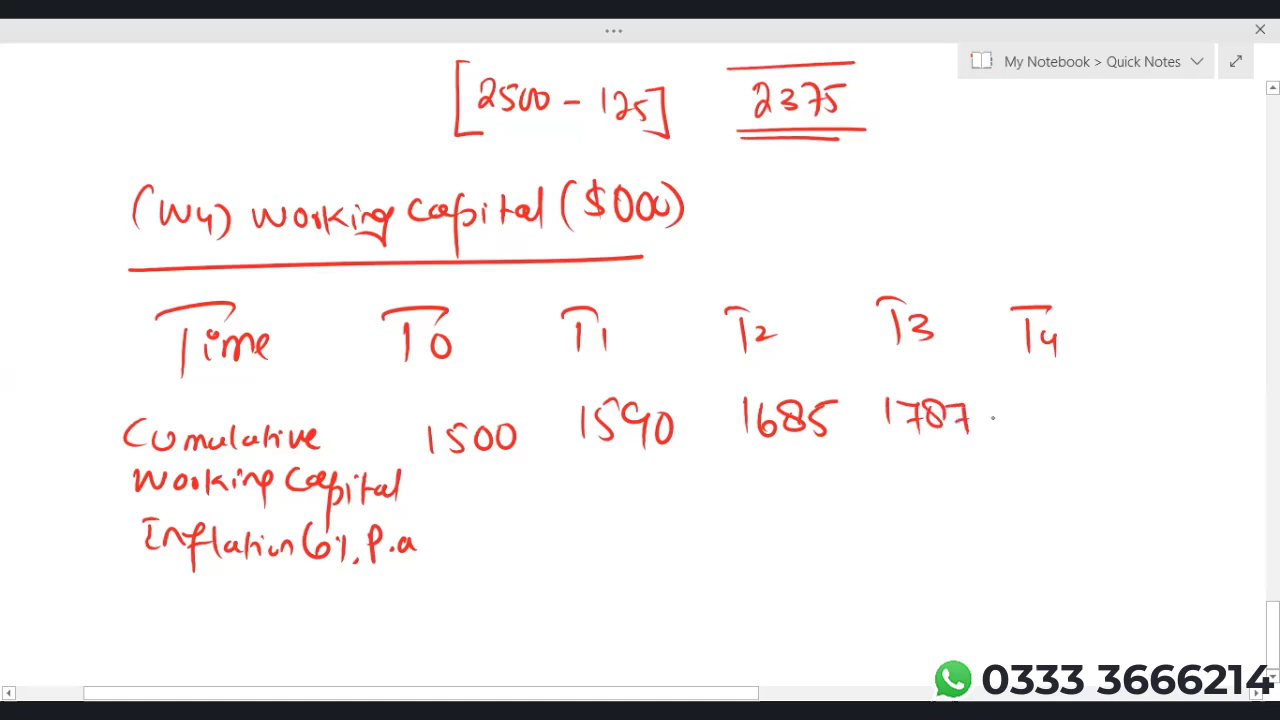 My Notebook > Quick Notes
[2500 - 125] 2375
(W4) Working Capital ($000)
Time T0 T1 T2 T3 T4
Cumulative 1500 1590 1685 1787
Working Capital
Inflation 6% P.a
0333 3666214